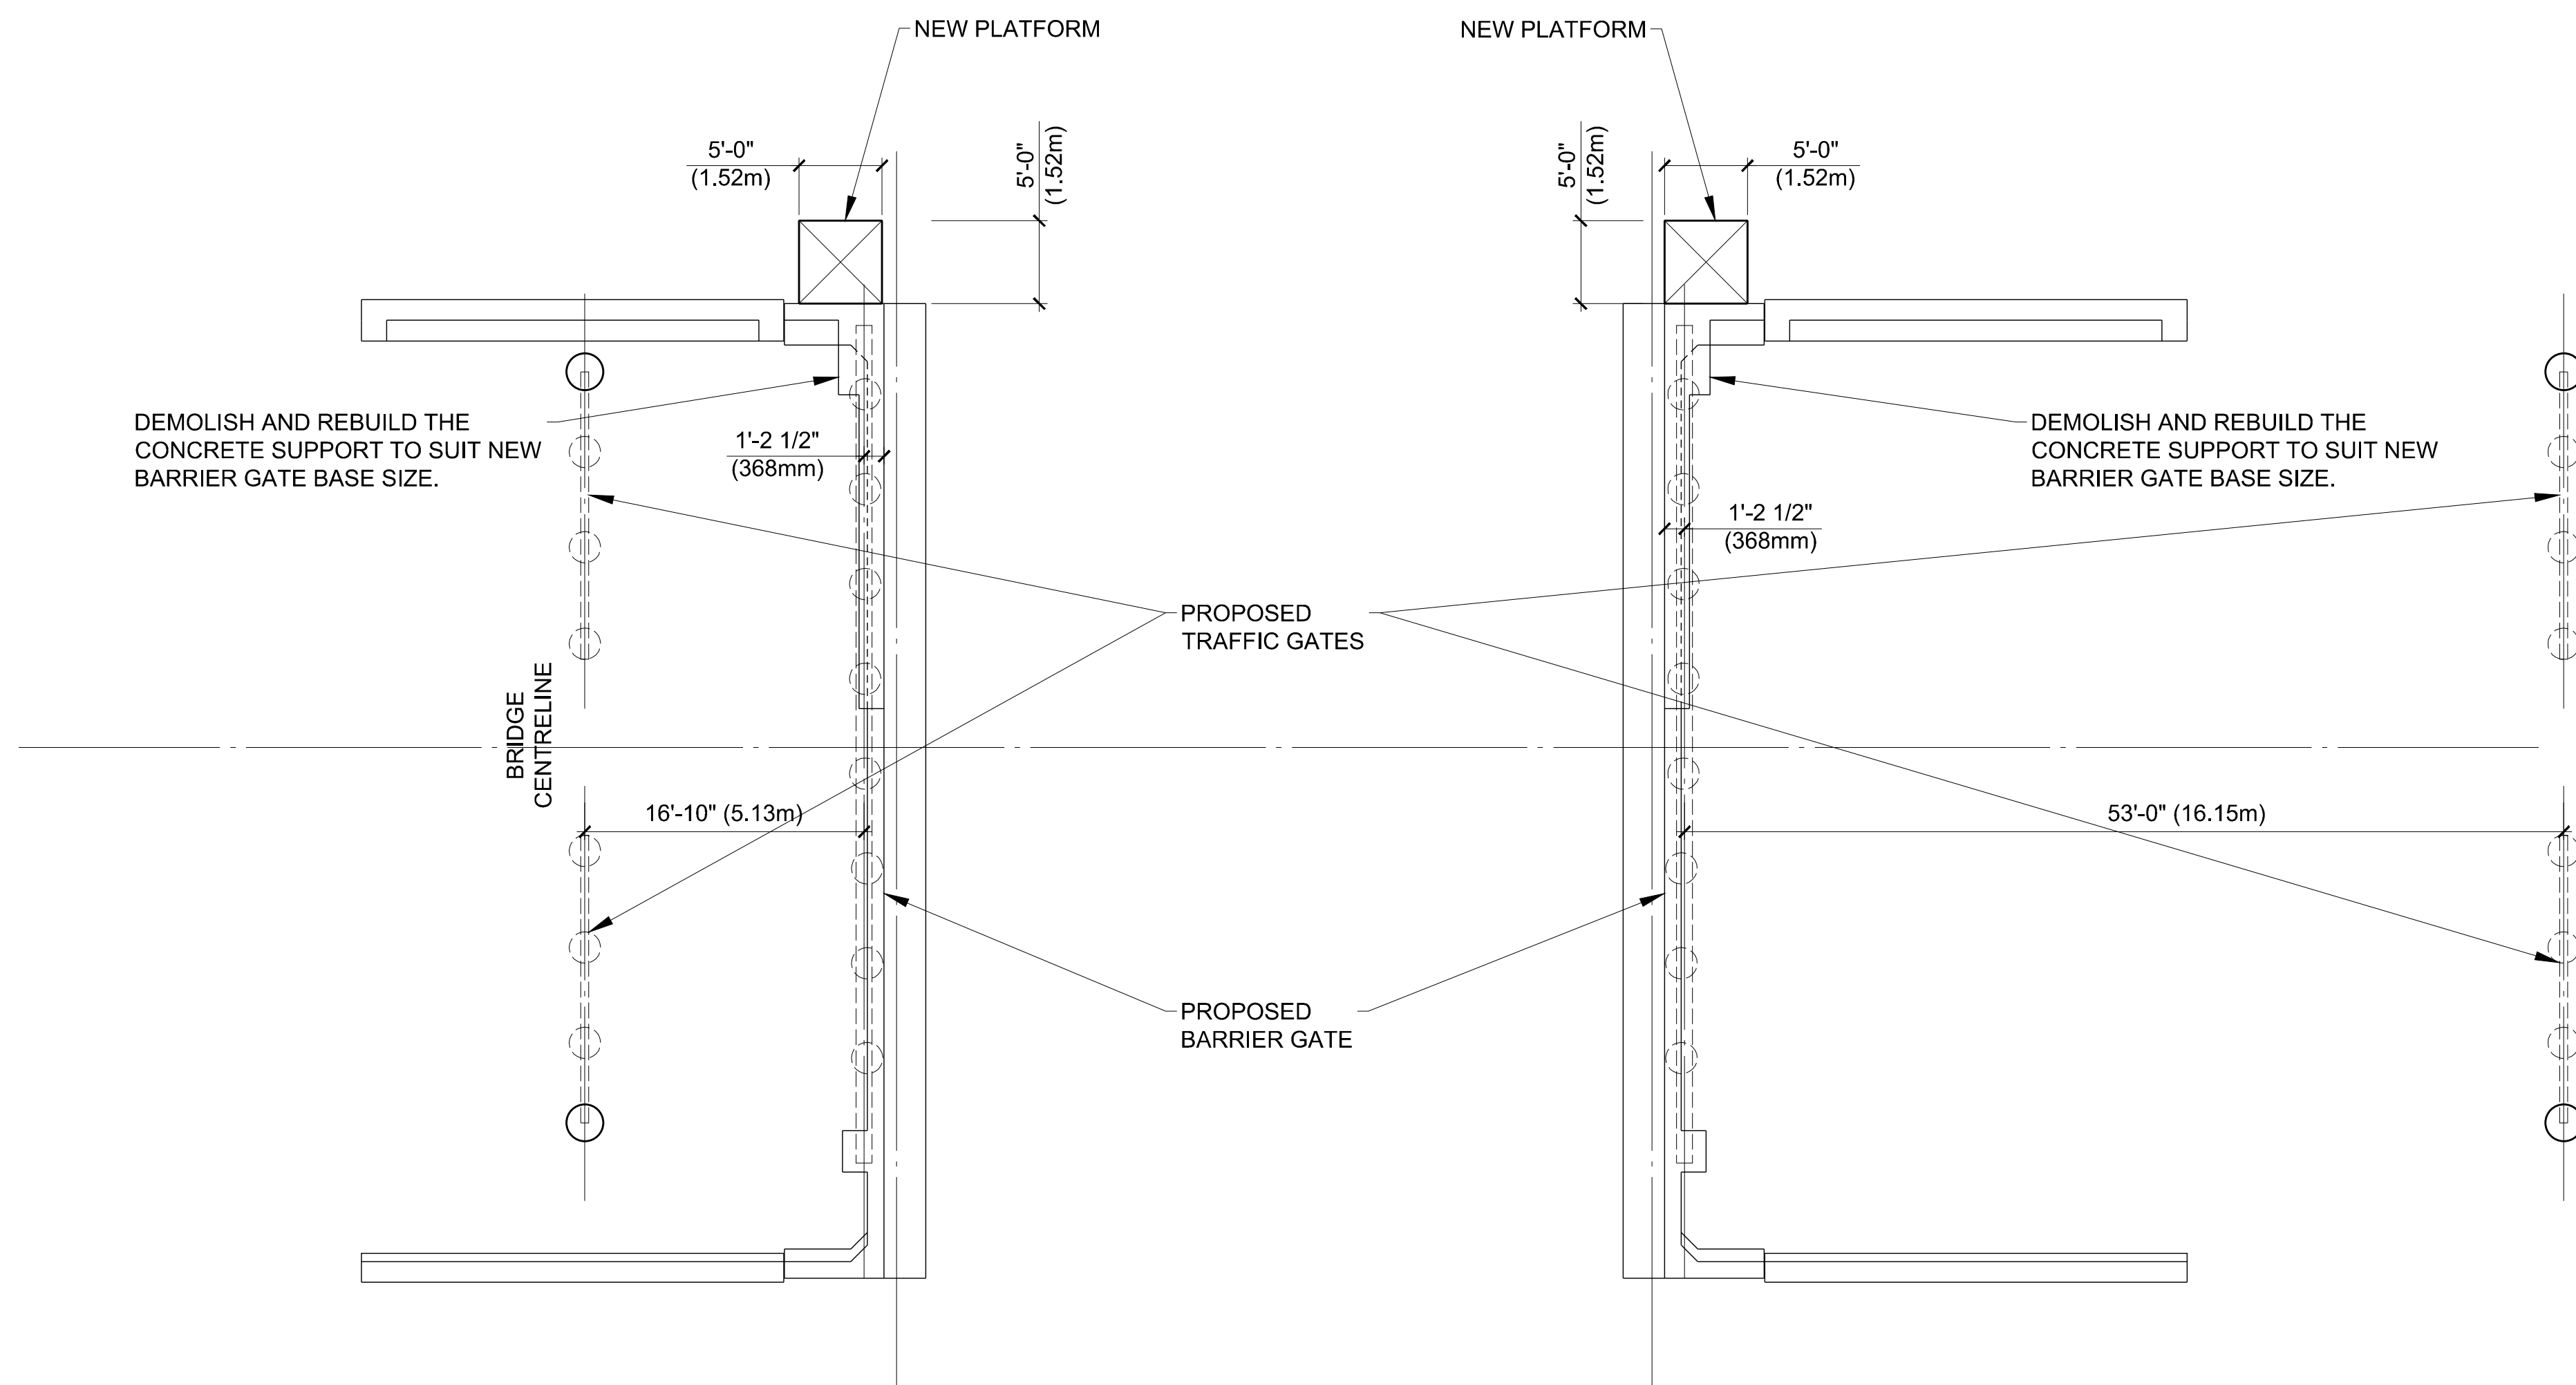 NEW PLATFORM
NEW PLATFORM
5'-0"
(1.52m)
5'-0"
(1.52m)
5'-0"
(1.52m)
5'-0"
(1.52m)
DEMOLISH AND REBUILD THE
CONCRETE SUPPORT TO SUIT NEW
BARRIER GATE BASE SIZE.
1'-2 1/2"
(368mm)
DEMOLISH AND REBUILD THE
CONCRETE SUPPORT TO SUIT NEW
BARRIER GATE BASE SIZE.
1'-2 1/2"
(368mm)
PROPOSED
TRAFFIC GATES
BRIDGE
CENTRELINE
16'-10" (5.13m)
53'-0" (16.15m)
PROPOSED
BARRIER GATE